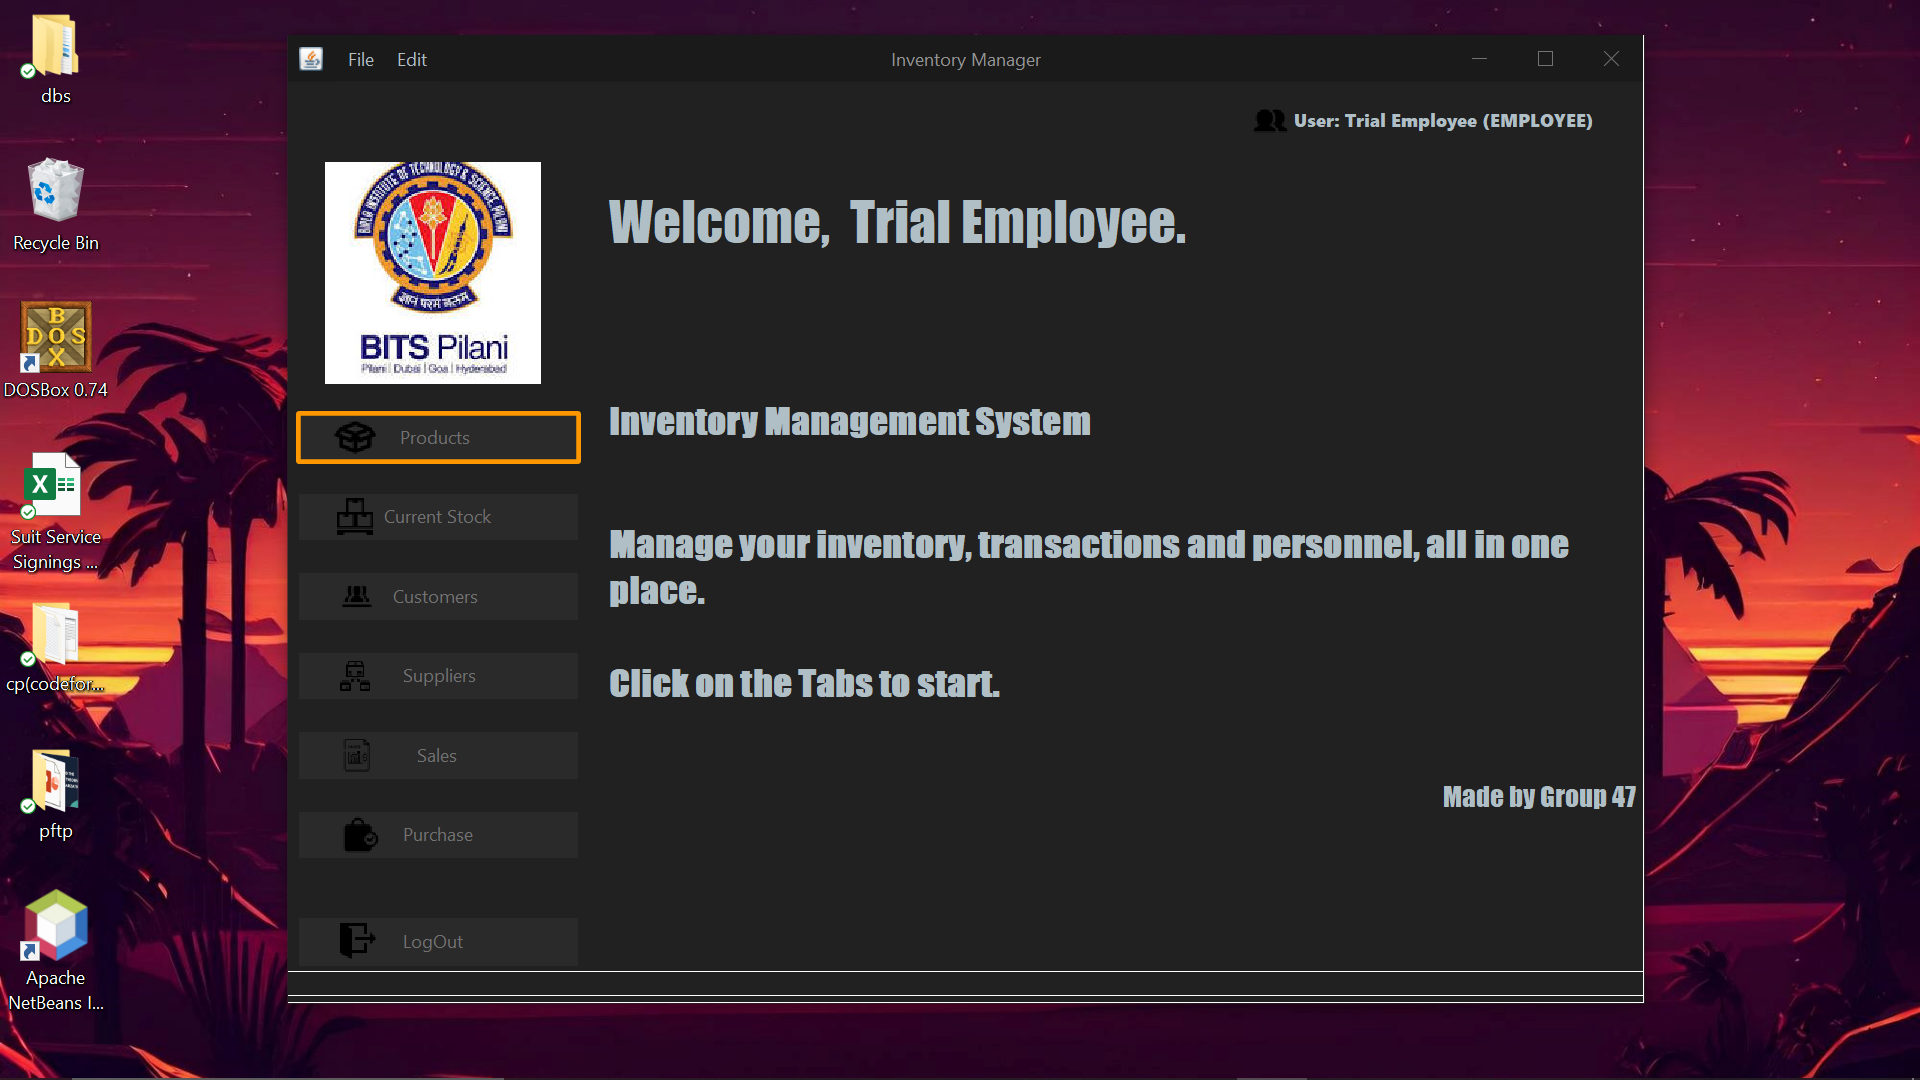 dbs
Recycle Bin
DOSBox 0.74
Suit Service
Signings ...
cp(codefor...
pftp
Apache
NetBeans I...
File
Edit
Inventory Manager
User: Trial Employee (EMPLOYEE)
BIRLA INSTITUTE OF TECHNOLOGY & SCIENCE, PILANI
ज्ञानं परमं बलम्
BITS Pilani
Pilani | Dubai | Goa | Hyderabad
Products
Current Stock
Customers
Suppliers
Sales
Purchase
LogOut
Welcome, Trial Employee.
Inventory Management System
Manage your inventory, transactions and personnel, all in one
place.
Click on the Tabs to start.
Made by Group 47